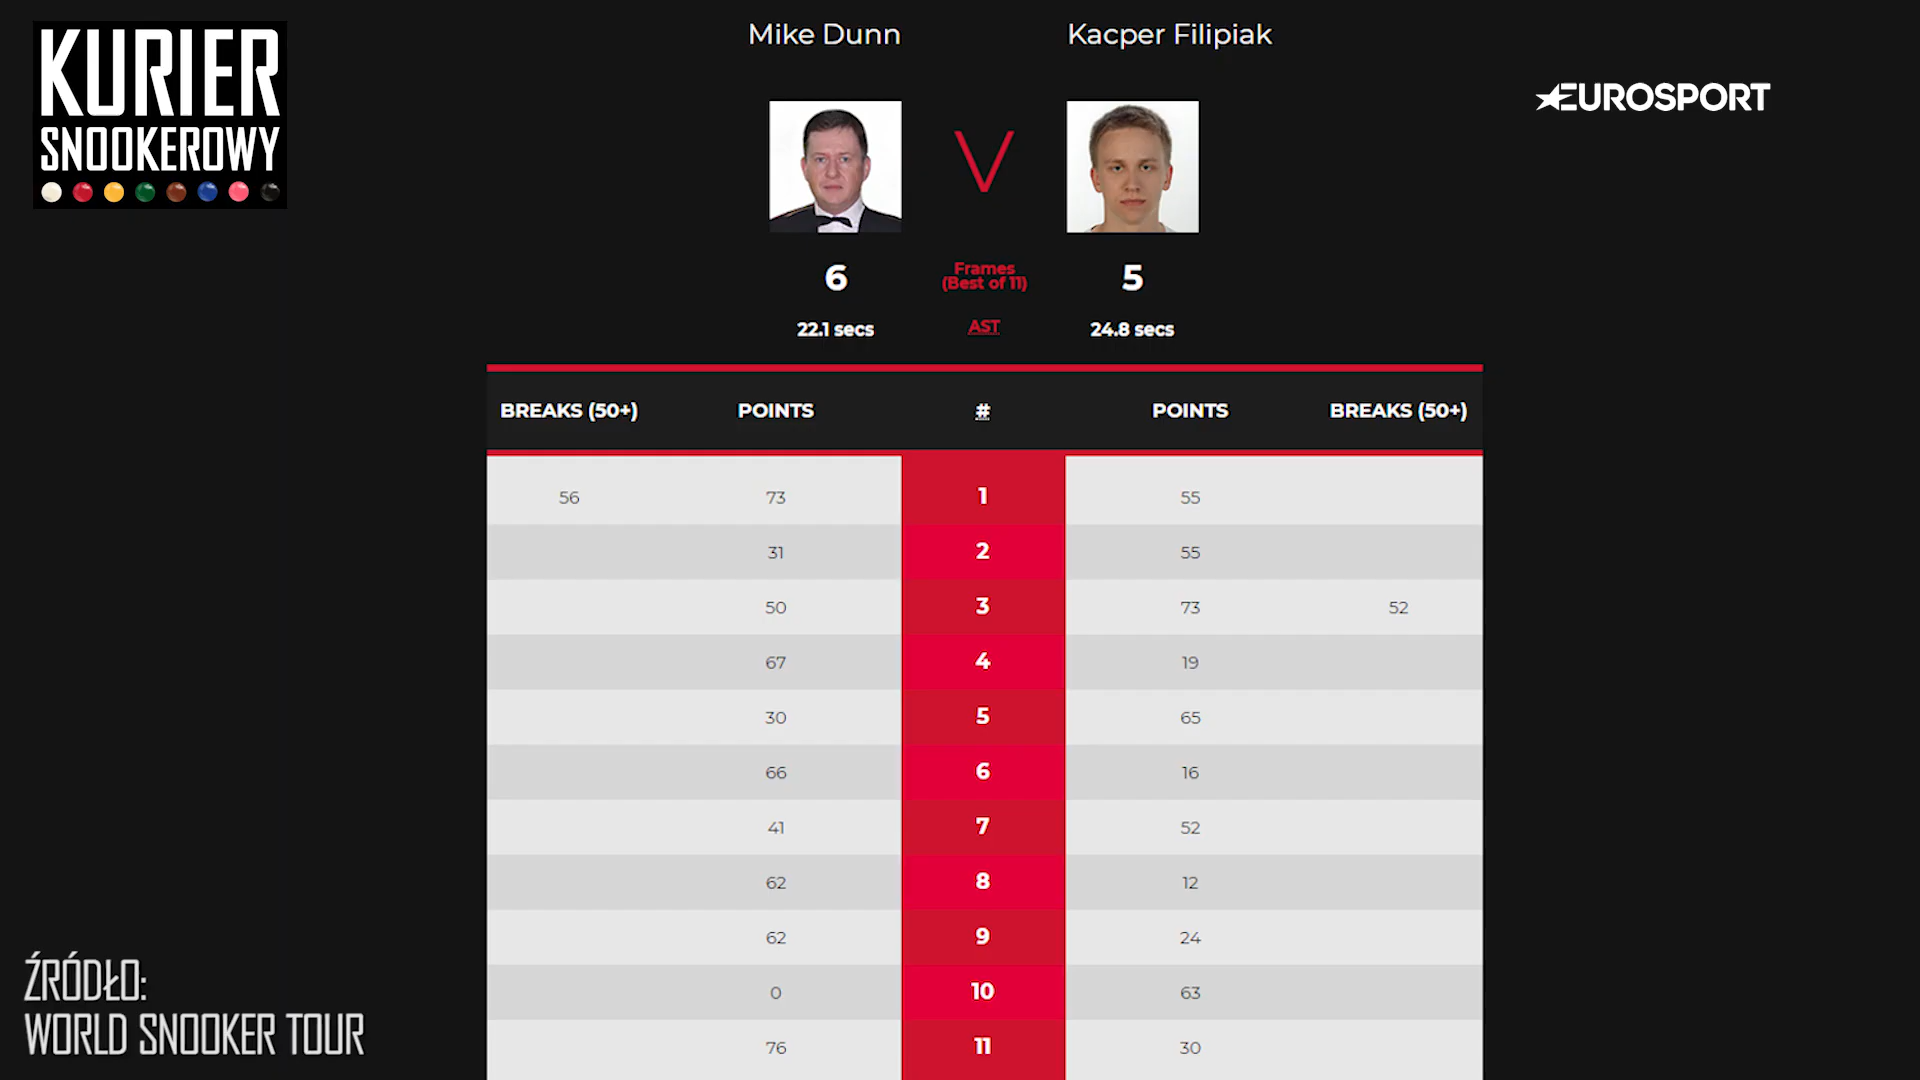 KURIER
SNOOKEROWY
Mike Dunn
Kacper Filipiak
EUROSPORT
V
6 Frames 5
(Best of 11)
22.1 secs AST 24.8 secs
BREAKS (50+) POINTS # POINTS BREAKS (50+)
56 73 1 55
31 2 55
50 3 73 52
67 4 19
30 5 65
66 6 16
41 7 52
62 8 12
62 9 24
0 10 63
76 11 30
ŹRÓDŁO:
WORLD SNOOKER TOUR